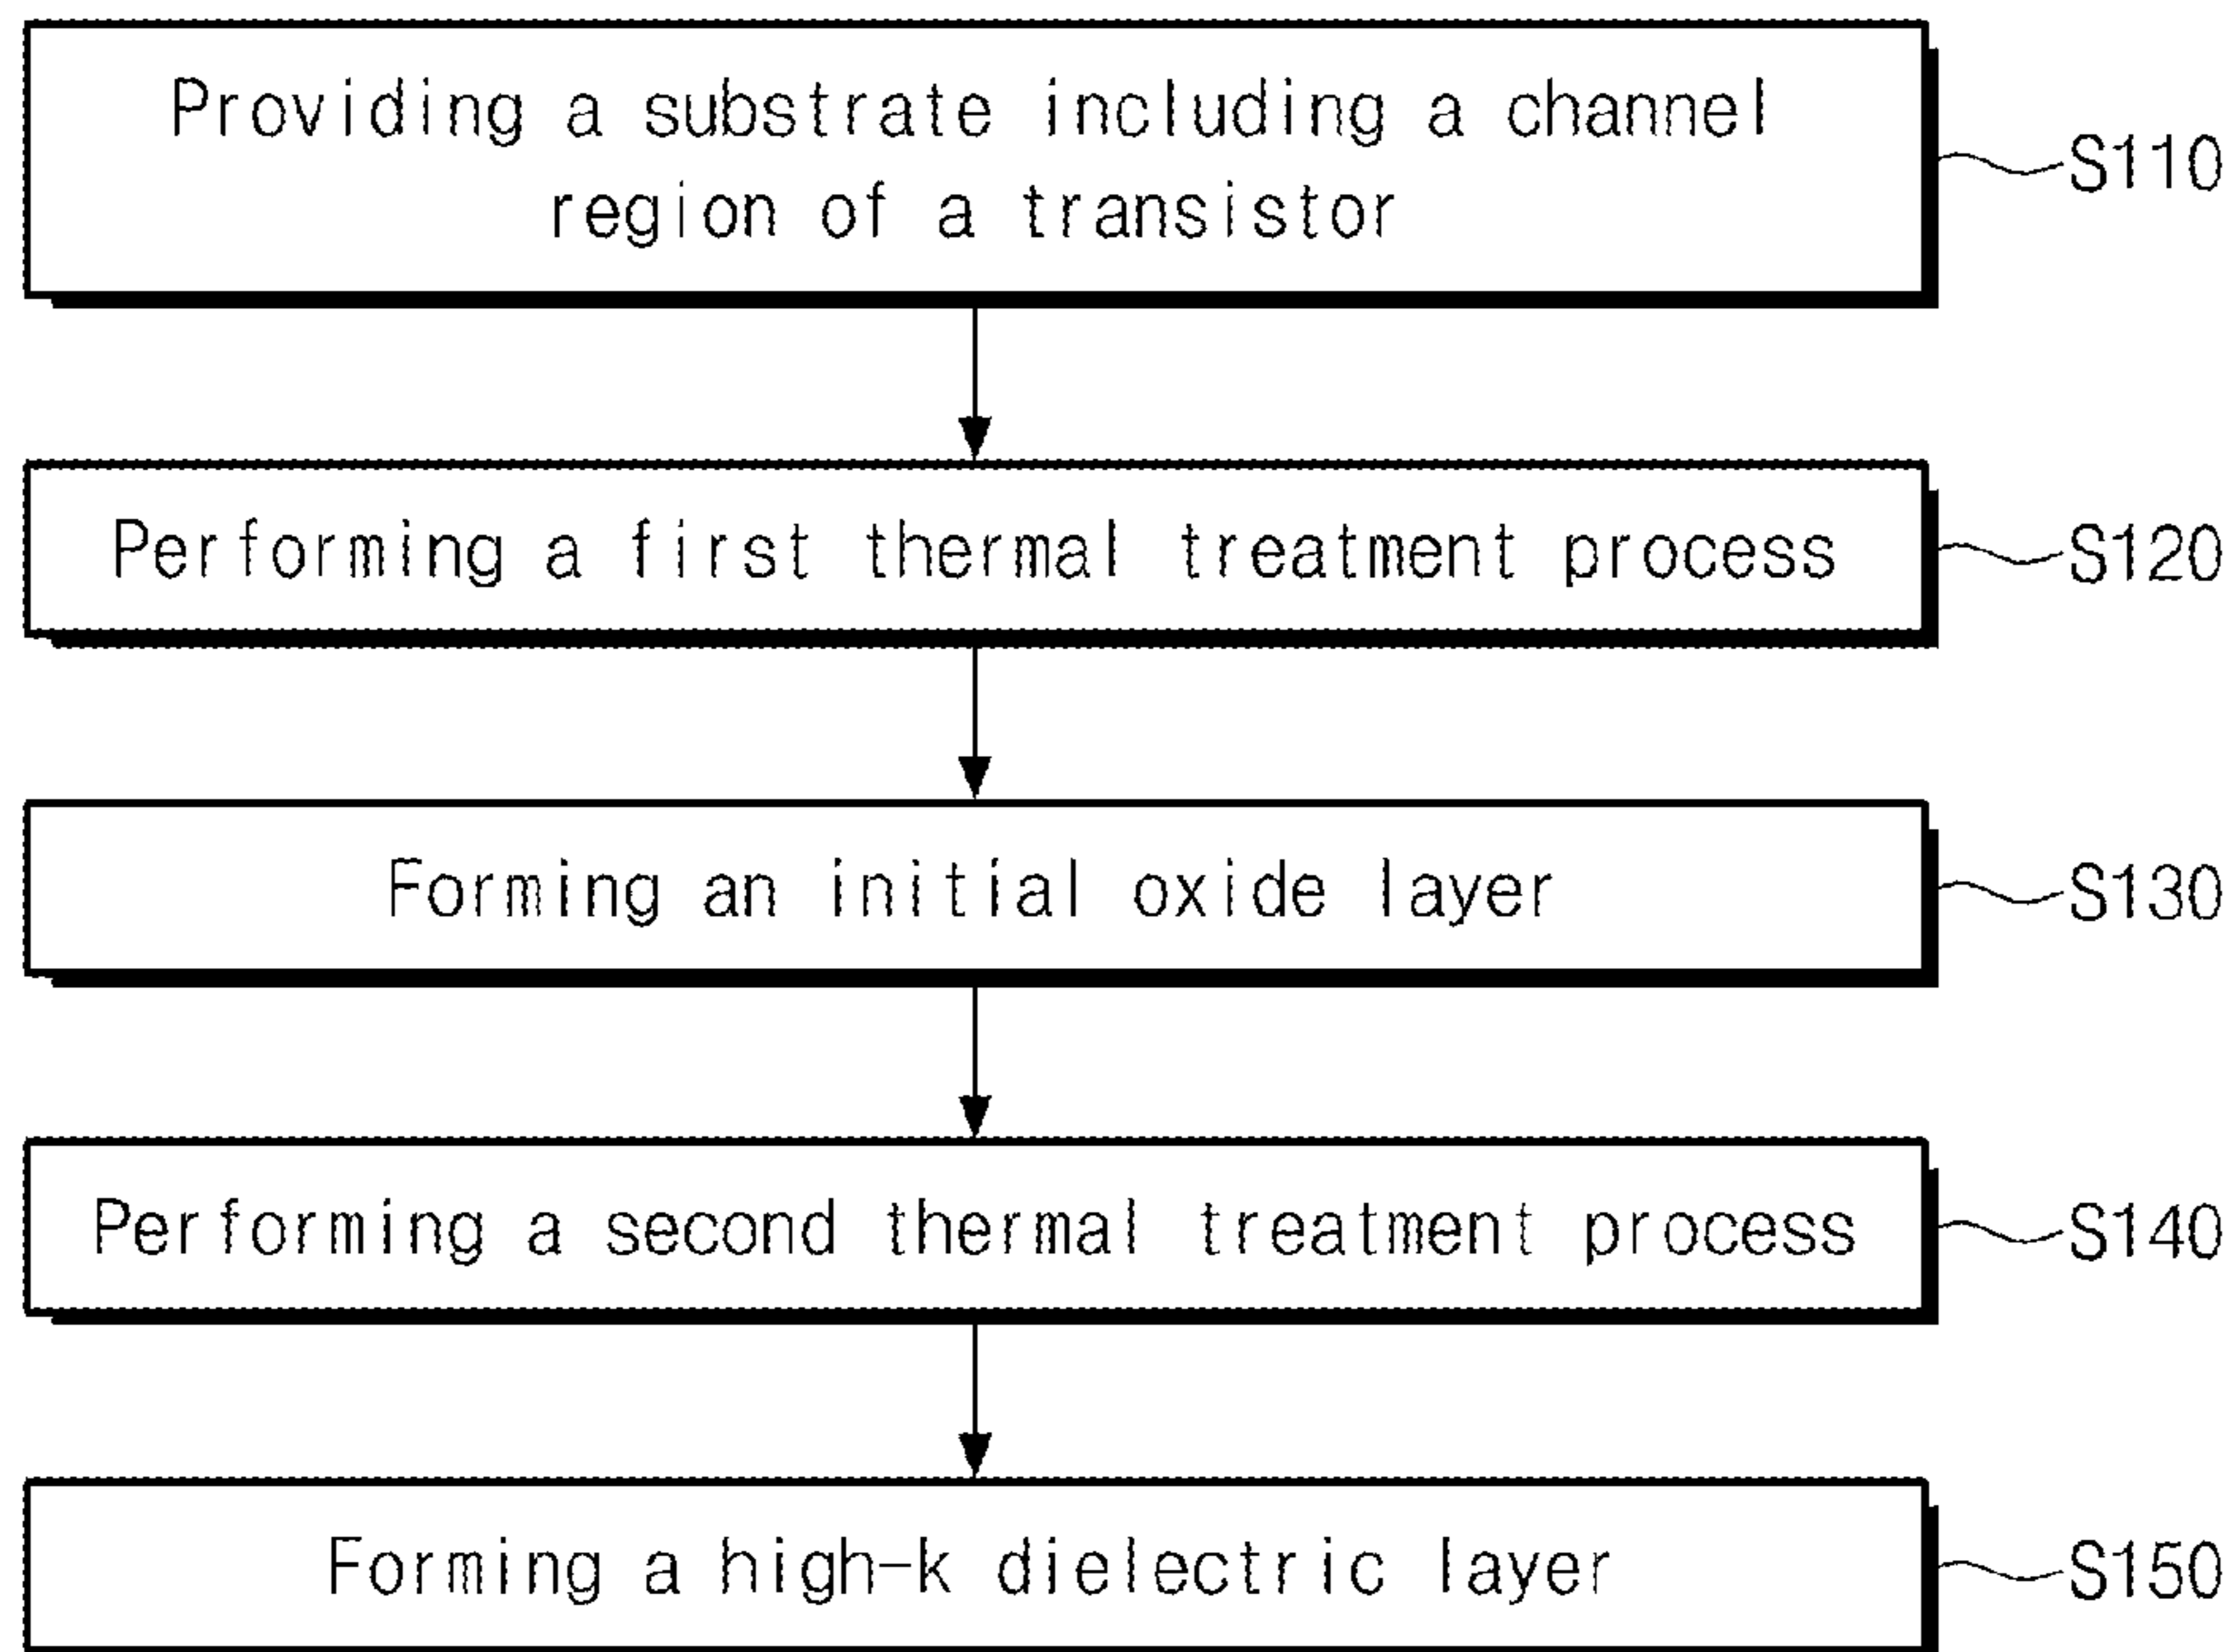 Providing a substrate including a channel
region of a transistor
S110
Performing a first thermal treatment process
S120
Forming an initial oxide layer
S130
Performing a second thermal treatment process
S140
Forming a high-k dielectric layer
S150